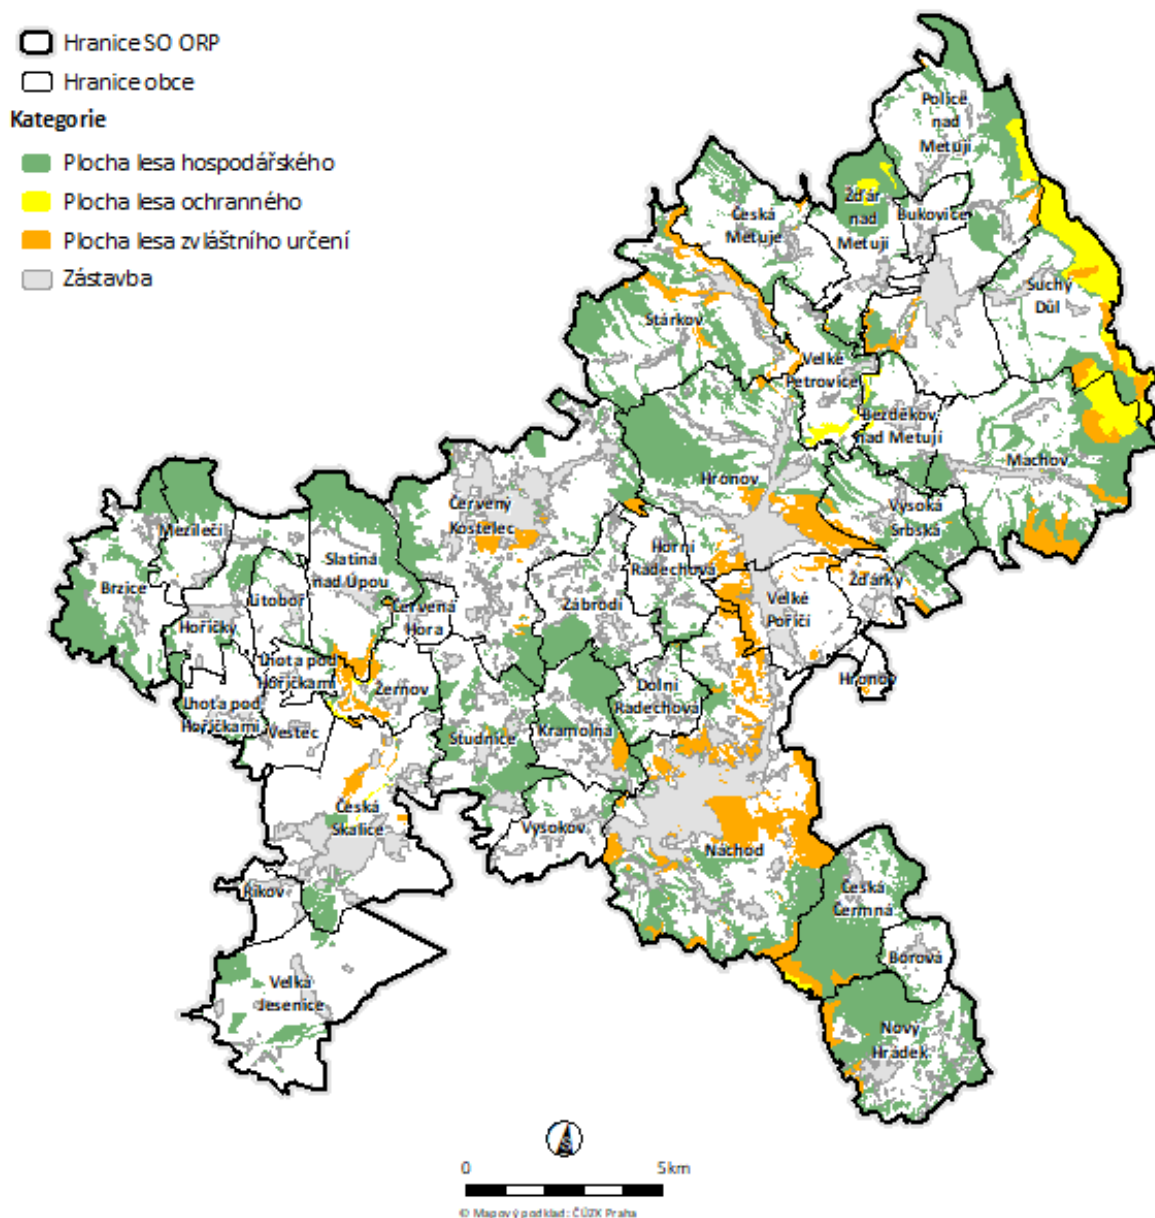 Hranice SO ORP
Hranice obce
Kategorie
Plocha lesa hospodářského
Plocha lesa ochranného
Plocha lesa zvláštního určení
Zástavba
Police
nad
Metují
Žďár
nad
Metují
Bukovice
Česká
Metuje
Suchý
Důl
Stárkov
Velké
Petrovice
Bezděkov
nad Metují
Machov
Hronov
Vysoká
Srbská
Červený
Kostelec
Horní
Radechová
Žďárky
Velké
Poříčí
Hronov
Mezilečí
Slatina
nad Úpou
Brzice
Litoboř
Hořičky
Červená
Hora
Zábrodí
Lhota pod
Hořičkami
Žernov
Dolní
Radechová
Lhota pod
Hořičkami
Vestec
Studnice
Kramolna
Česká
Skalice
Vysokov
Náchod
Říkov
Česká
Čermná
Borová
Velká
Jesenice
Nový
Hrádek
0 5km
© Mapový podklad: ČÚZK Praha